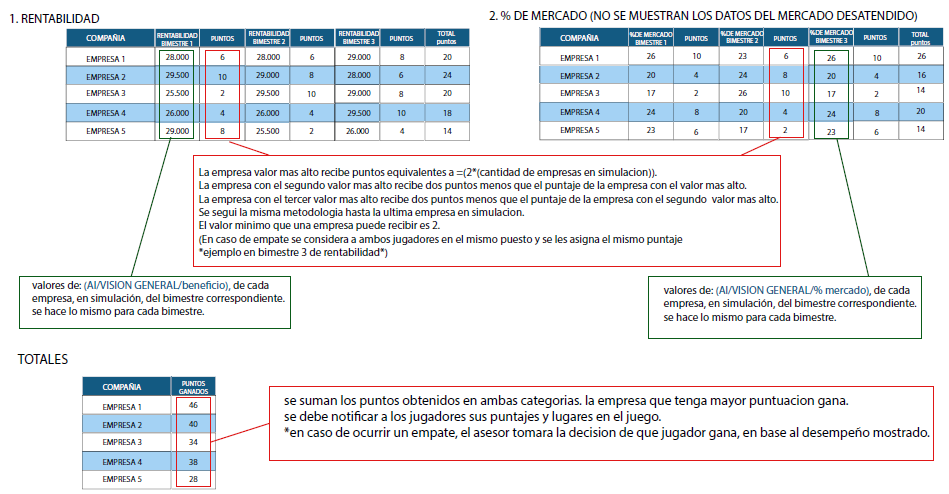 1. RENTABILIDAD
2. % DE MERCADO (NO SE MUESTRAN LOS DATOS DEL MERCADO DESATENDIDO)
COMPAÑIA RENTABILIDAD BIMESTRE 1 PUNTOS RENTABILIDAD BIMESTRE 2 PUNTOS RENTABILIDAD BIMESTRE 3 PUNTOS TOTAL puntos
EMPRESA 1 28.000 6 28.000 6 29.000 8 20
EMPRESA 2 29.500 10 29.000 8 28.000 6 24
EMPRESA 3 25.500 2 29.500 10 29.000 8 20
EMPRESA 4 26.000 4 26.000 4 29.500 10 18
EMPRESA 5 29.000 8 25.500 2 26.000 4 14
COMPAÑIA %DE MERCADO BIMESTRE 1 PUNTOS %DE MERCADO BIMESTRE 2 PUNTOS %DE MERCADO BIMESTRE 3 PUNTOS TOTAL puntos
EMPRESA 1 26 10 23 6 26 10 26
EMPRESA 2 20 4 24 8 20 4 16
EMPRESA 3 17 2 26 10 17 2 14
EMPRESA 4 24 8 20 4 24 8 20
EMPRESA 5 23 6 17 2 23 6 14
La empresa valor mas alto recibe puntos equivalentes a =(2*(cantidad de empresas en simulacion)).
La empresa con el segundo valor mas alto recibe dos puntos menos que el puntaje de la empresa con el valor mas alto.
La empresa con el tercer valor mas alto recibe dos puntos menos que el puntaje de la empresa con el segundo valor mas alto.
Se segui la misma metodologia hasta la ultima empresa en simulacion.
El valor minimo que una empresa puede recibir es 2.
(En caso de empate se considera a ambos jugadores en el mismo puesto y se les asigna el mismo puntaje
*ejemplo en bimestre 3 de rentabilidad*)
valores de: (AI/VISION GENERAL/beneficio), de cada
empresa, en simulación, del bimestre correspondiente.
se hace lo mismo para cada bimestre.
valores de: (AI/VISION GENERAL/% mercado), de cada
empresa, en simulación, del bimestre correspondiente.
se hace lo mismo para cada bimestre.
TOTALES
COMPAÑIA PUNTOS GANADOS
EMPRESA 1 46
EMPRESA 2 40
EMPRESA 3 34
EMPRESA 4 38
EMPRESA 5 28
se suman los puntos obtenidos en ambas categorias. la empresa que tenga mayor puntuacion gana.
se debe notificar a los jugadores sus puntajes y lugares en el juego.
*en caso de ocurrir un empate, el asesor tomara la decision de que jugador gana, en base al desempeño mostrado.